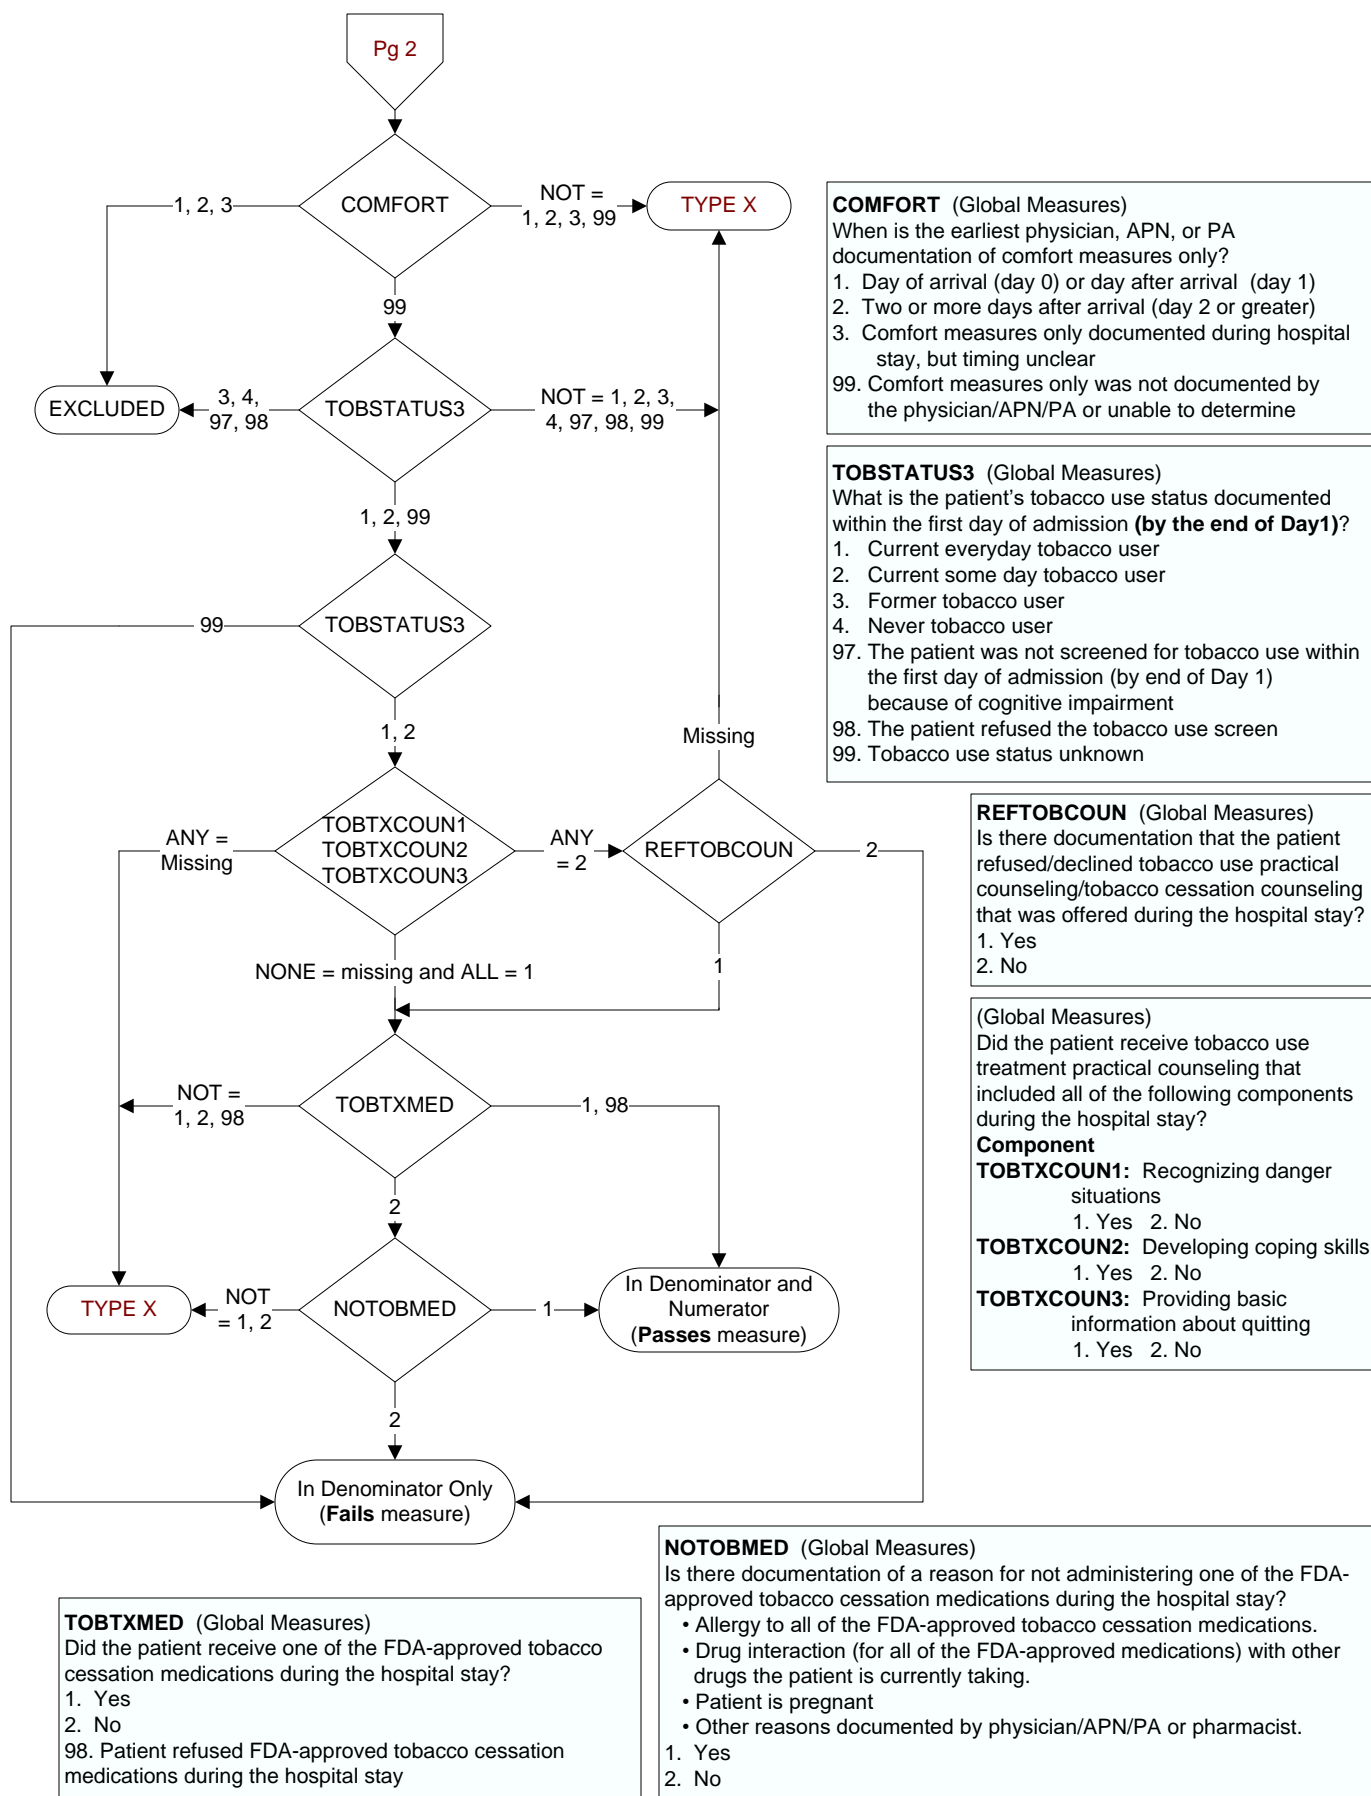 Pg 2
COMFORT
1, 2, 3
NOT =
1, 2, 3, 99
TYPE X
99
TOBSTATUS3
3, 4,
97, 98
EXCLUDED
NOT = 1, 2, 3,
4, 97, 98, 99
1, 2, 99
TOBSTATUS3
99
1, 2
Missing
TOBTXCOUN1
TOBTXCOUN2
TOBTXCOUN3
ANY =
Missing
ANY
= 2
REFTOBCOUN
2
1
NONE = missing and ALL = 1
TOBTXMED
NOT =
1, 2, 98
1, 98
2
NOTOBMED
NOT
= 1, 2
TYPE X
1
In Denominator and
Numerator
(Passes measure)
2
In Denominator Only
(Fails measure)
COMFORT (Global Measures)
When is the earliest physician, APN, or PA
documentation of comfort measures only?
1. Day of arrival (day 0) or day after arrival (day 1)
2. Two or more days after arrival (day 2 or greater)
3. Comfort measures only documented during hospital
stay, but timing unclear
99. Comfort measures only was not documented by
the physician/APN/PA or unable to determine
TOBSTATUS3 (Global Measures)
What is the patient's tobacco use status documented
within the first day of admission (by the end of Day1)?
1. Current everyday tobacco user
2. Current some day tobacco user
3. Former tobacco user
4. Never tobacco user
97. The patient was not screened for tobacco use within
the first day of admission (by end of Day 1)
because of cognitive impairment
98. The patient refused the tobacco use screen
99. Tobacco use status unknown
REFTOBCOUN (Global Measures)
Is there documentation that the patient
refused/declined tobacco use practical
counseling/tobacco cessation counseling
that was offered during the hospital stay?
1. Yes
2. No
(Global Measures)
Did the patient receive tobacco use
treatment practical counseling that
included all of the following components
during the hospital stay?
Component
TOBTXCOUN1: Recognizing danger
situations
1. Yes 2. No
TOBTXCOUN2: Developing coping skills
1. Yes 2. No
TOBTXCOUN3: Providing basic
information about quitting
1. Yes 2. No
NOTOBMED (Global Measures)
Is there documentation of a reason for not administering one of the FDA-
approved tobacco cessation medications during the hospital stay?
• Allergy to all of the FDA-approved tobacco cessation medications.
• Drug interaction (for all of the FDA-approved medications) with other
drugs the patient is currently taking.
• Patient is pregnant
• Other reasons documented by physician/APN/PA or pharmacist.
1. Yes
2. No
TOBTXMED (Global Measures)
Did the patient receive one of the FDA-approved tobacco
cessation medications during the hospital stay?
1. Yes
2. No
98. Patient refused FDA-approved tobacco cessation
medications during the hospital stay